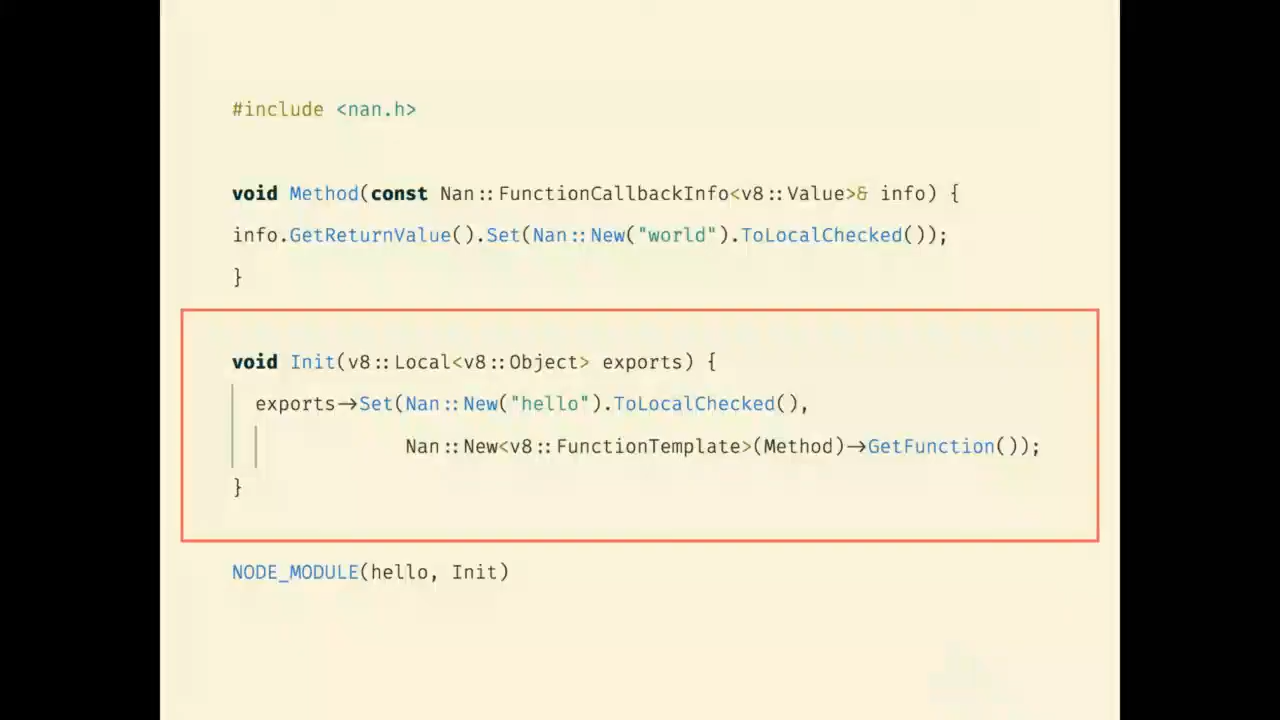 #include <nan.h>
void Method(const Nan::FunctionCallbackInfo<v8::Value>& info) {
info.GetReturnValue().Set(Nan::New("world").ToLocalChecked());
}
void Init(v8::Local<v8::Object> exports) {
exports->Set(Nan::New("hello").ToLocalChecked(),
Nan::New<v8::FunctionTemplate>(Method)->GetFunction());
}
NODE_MODULE(hello, Init)